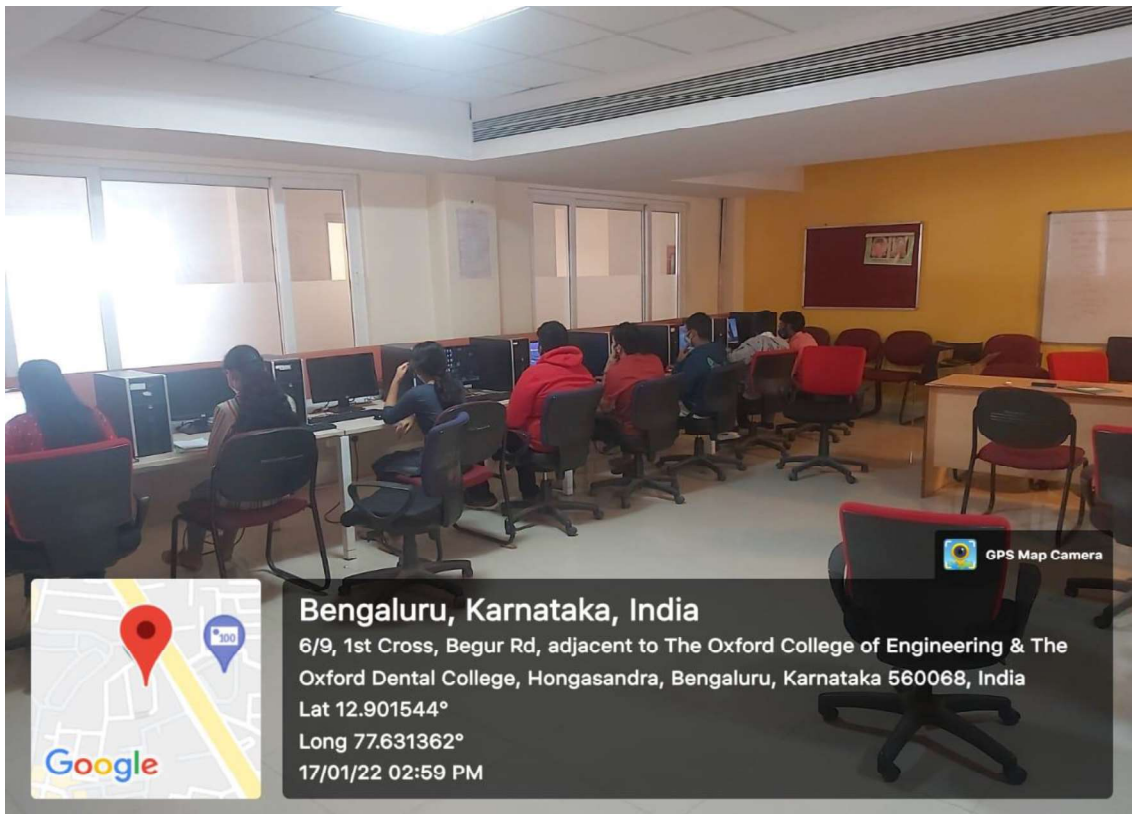 GPS Map Camera
Bengaluru, Karnataka, India
6/9, 1st Cross, Begur Rd, adjacent to The Oxford College of Engineering & The
Oxford Dental College, Hongasandra, Bengaluru, Karnataka 560068, India
Lat 12.901544°
Long 77.631362°
17/01/22 02:59 PM
100
Google